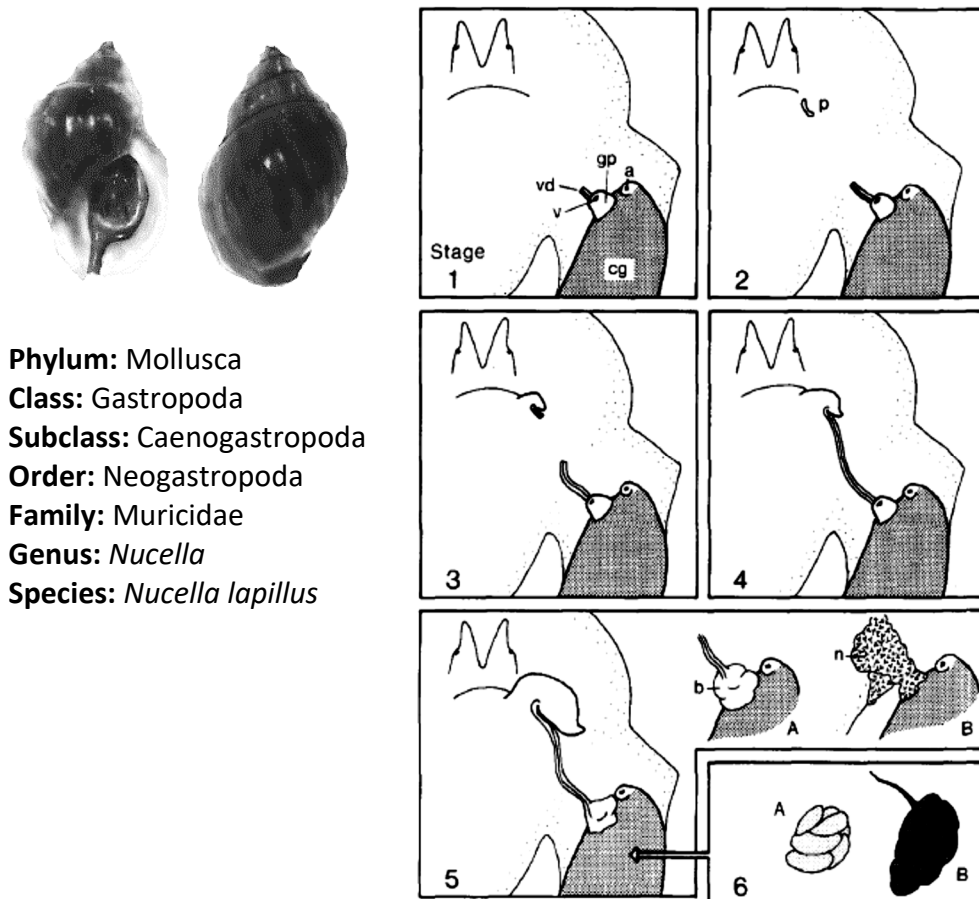 Phylum: Mollusca
Class: Gastropoda
Subclass: Caenogastropoda
Order: Neogastropoda
Family: Muricidae
Genus: Nucella
Species: Nucella lapillus
gp
a
vd
v
Stage
cg
1
p
2
3
4
b
A
n
B
5
A
B
6